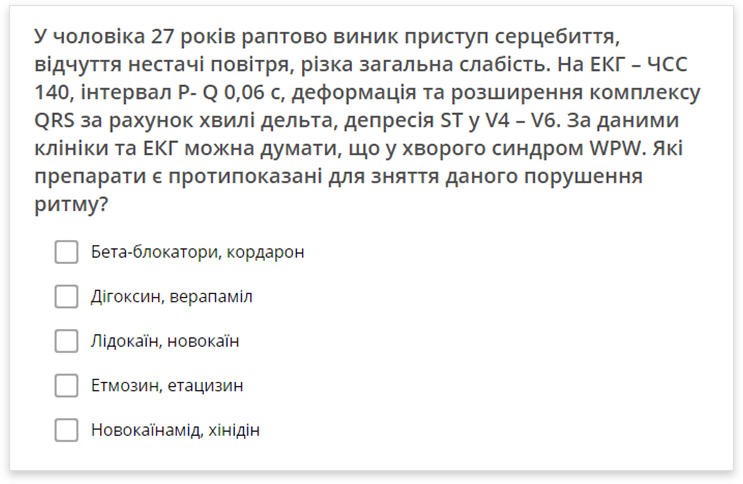 У чоловіка 27 років раптово виник приступ серцебиття,
відчуття нестачі повітря, різка загальна слабість. На ЕКГ – ЧСС
140, інтервал P- Q 0,06 с, деформація та розширення комплексу
QRS за рахунок хвилі дельта, депресія ST у V4 – V6. За даними
клініки та ЕКГ можна думати, що у хворого синдром WPW. Які
препарати є протипоказані для зняття даного порушення
ритму?
Бета-блокатори, кордарон
Дігоксин, верапаміл
Лідокаїн, новокаїн
Етмозин, етацизин
Новокаїнамід, хінідін